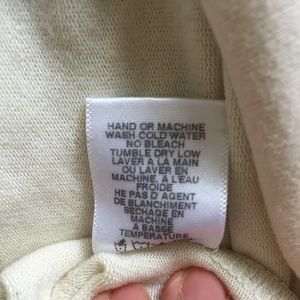 HAND OR MACHINE
WASH COLD WATER
NO BLEACH
TUMBLE DRY LOW
LAVER A LA MAIN
OU LAVER EN
MACHINE, A L'EAU
FROIDE
HE PAS D'AGENT
DE BLANCHIMENT
SECHAGE EN
MACHINE
A BASSE
TEMPERATURE